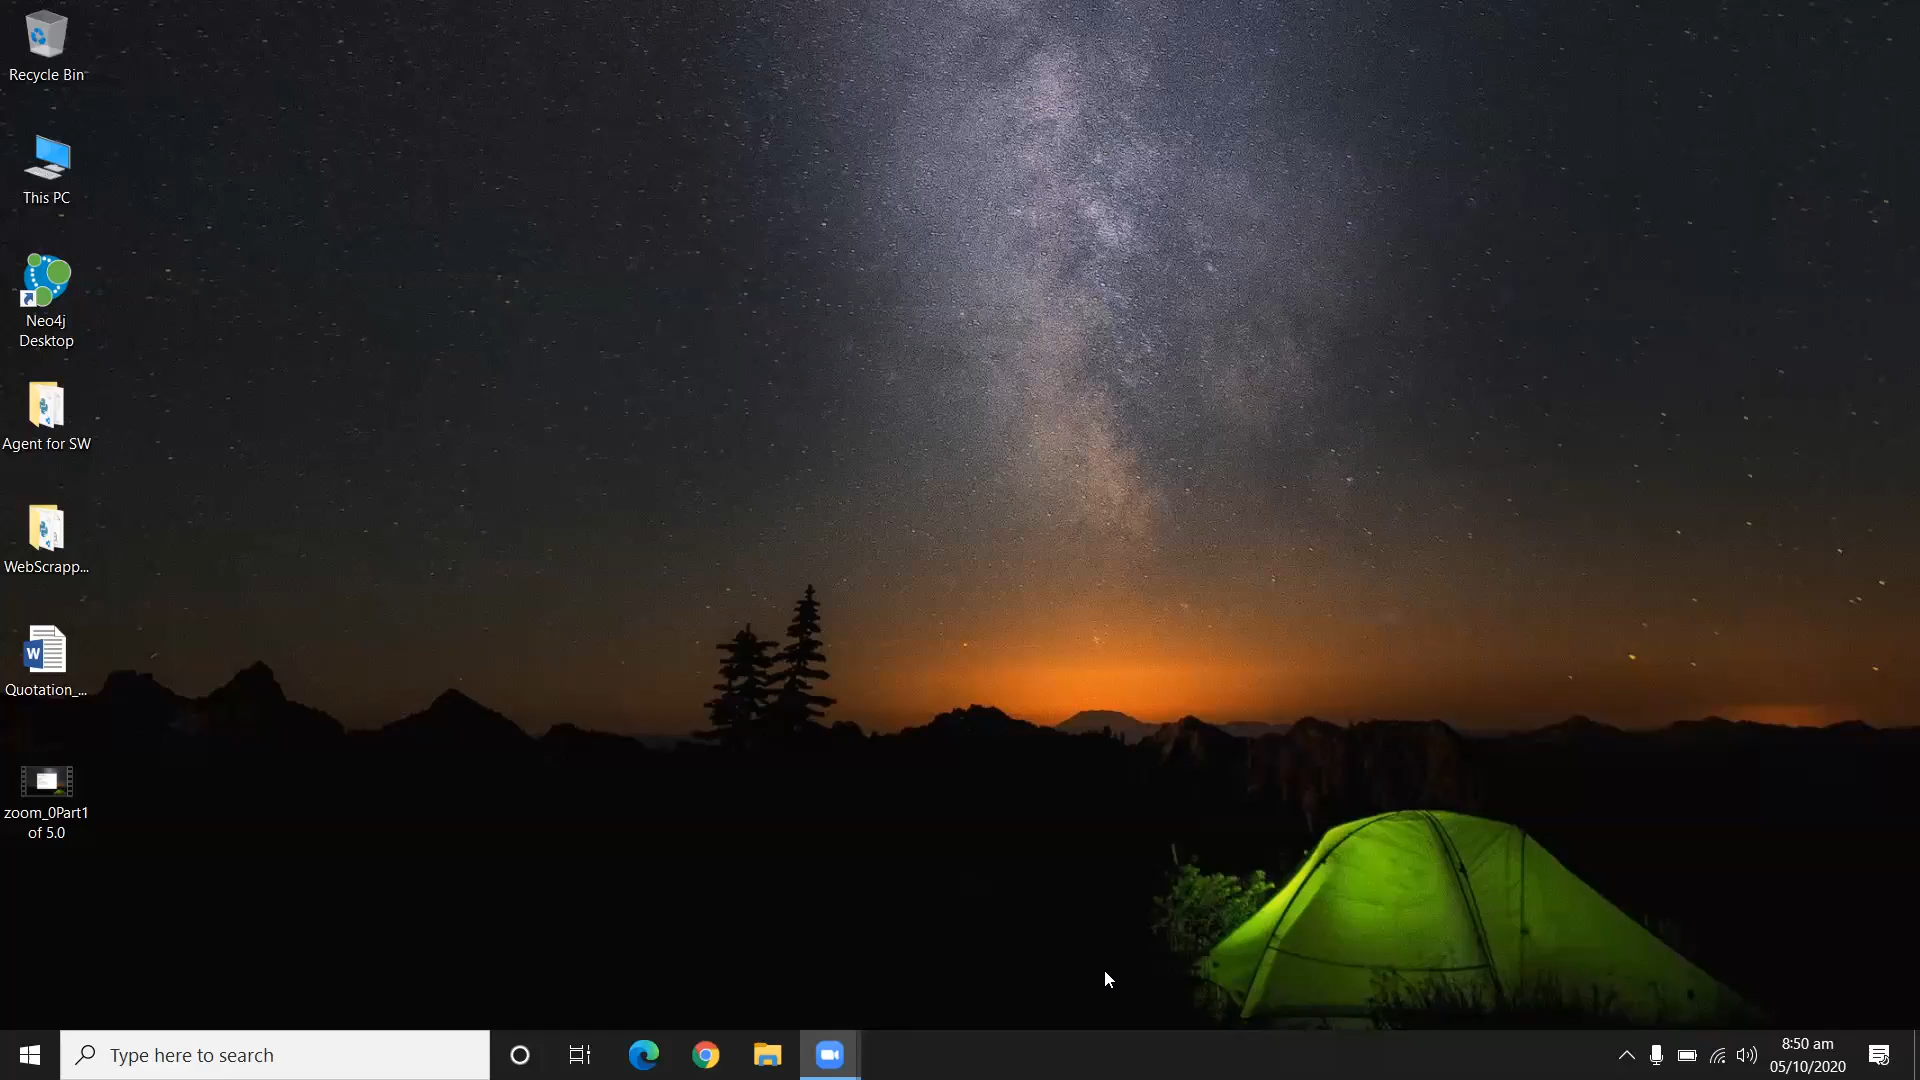 Recycle Bin
This PC
Neo4j
Desktop
Agent for SW
WebScrapp...
W
Quotation_...
zoom_0Part1
of 5.0
Type here to search
8:50 am
05/10/2020